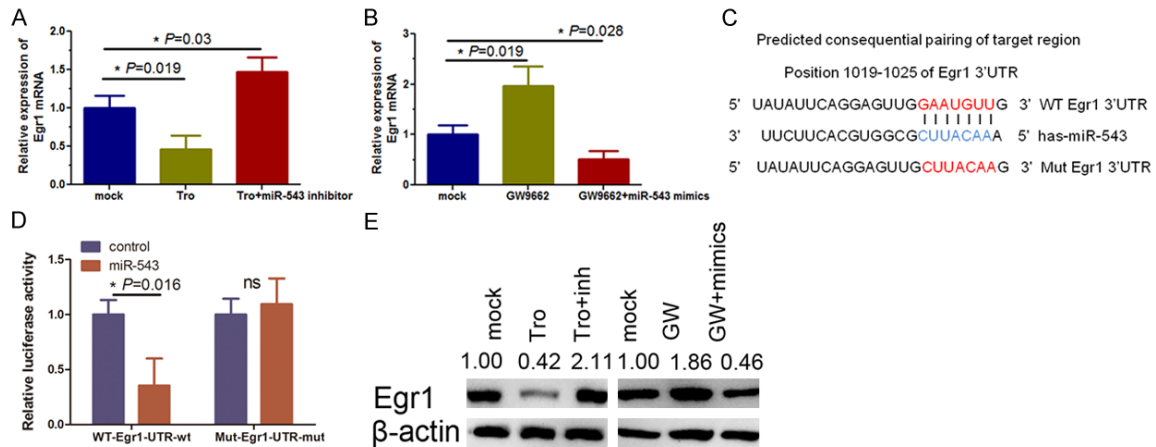 A
Relative expression of
Egr1 mRNA
2.0
1.5
1.0
0.5
0.0
* P=0.03
* P=0.019
mock
Tro
Tro+miR-543 inhibitor
B
Relative expression of
Egr1 mRNA
3
2
1
0
* P=0.028
* P=0.019
mock
GW9662
GW9662+miR-543 mimics
C
Predicted consequential pairing of target region
Position 1019-1025 of Egr1 3'UTR
5' UAUAUUCAGGAGUUGGAAUGUUG 3' WT Egr1 3'UTR
3' UUCUUCACGUGGCGCUUACAAA 5' has-miR-543
5' UAUAUUCAGGAGUUGCUUACAAG 3' Mut Egr1 3'UTR
D
Relative luciferase activity
1.5
1.0
0.5
0.0
control
miR-543
* P=0.016
ns
WT-Egr1-UTR-wt
Mut-Egr1-UTR-mut
E
mock Tro Tro+inh mock GW GW+mimics
1.00 0.42 2.11 1.00 1.86 0.46
Egr1
β-actin